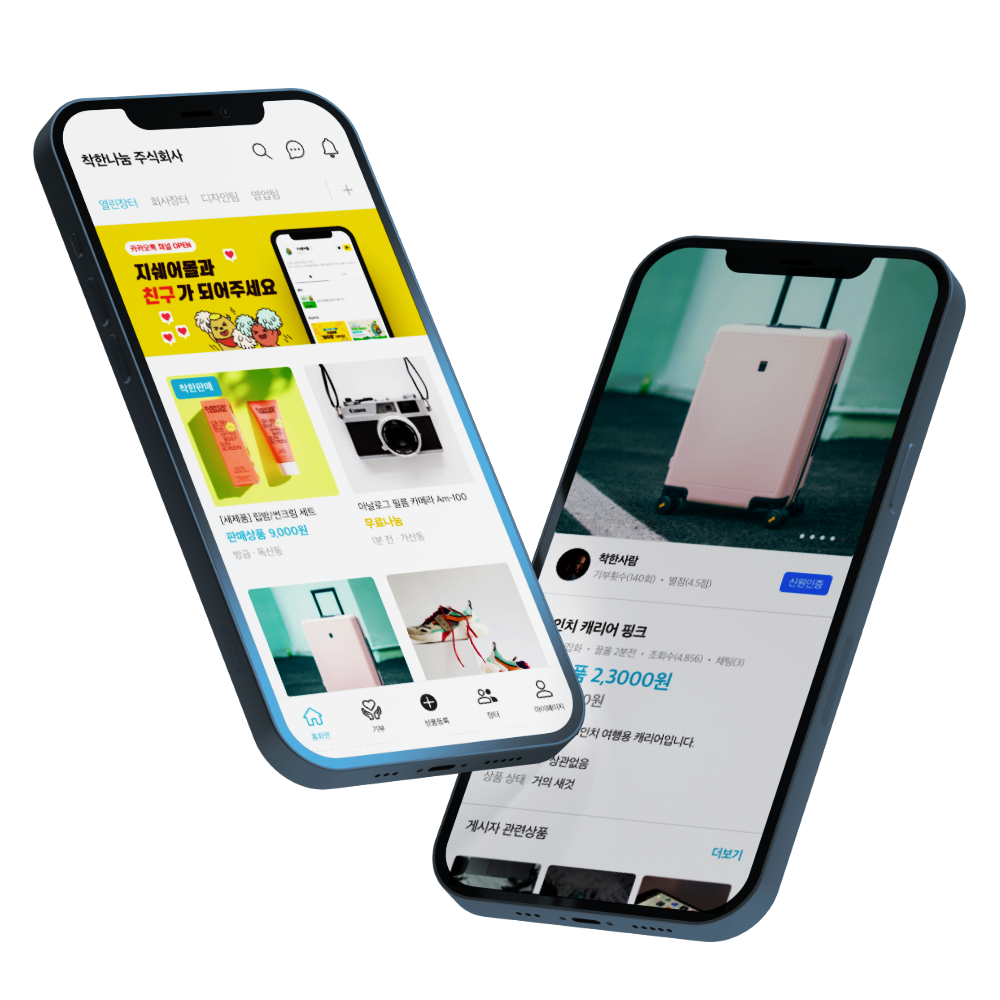 착한나눔 주식회사
열린장터 회사장터 디자인팀 영업팀 +
카카오톡 채널 OPEN
지쉐어몰과
친구가 되어주세요
착한판매
Canon
[새제품] 립밤/썬크림 세트
판매상품 9,000원
방금 · 독산동
아날로그 필름 카메라 Am-100
무료나눔
1분 전 · 가산동
홈화면
기부
상품등록
장터
마이페이지
착한사람
기부횟수(140회) • 별점(4.5점)
신원인증
인치 캐리어 핑크
잡화 • 끌올 2분전 • 조회수(4,856) • 채팅(3)
품 2,3000원
0원
인치 여행용 캐리어입니다.
상관없음
상품 상태 거의 새것
게시자 관련상품
더보기